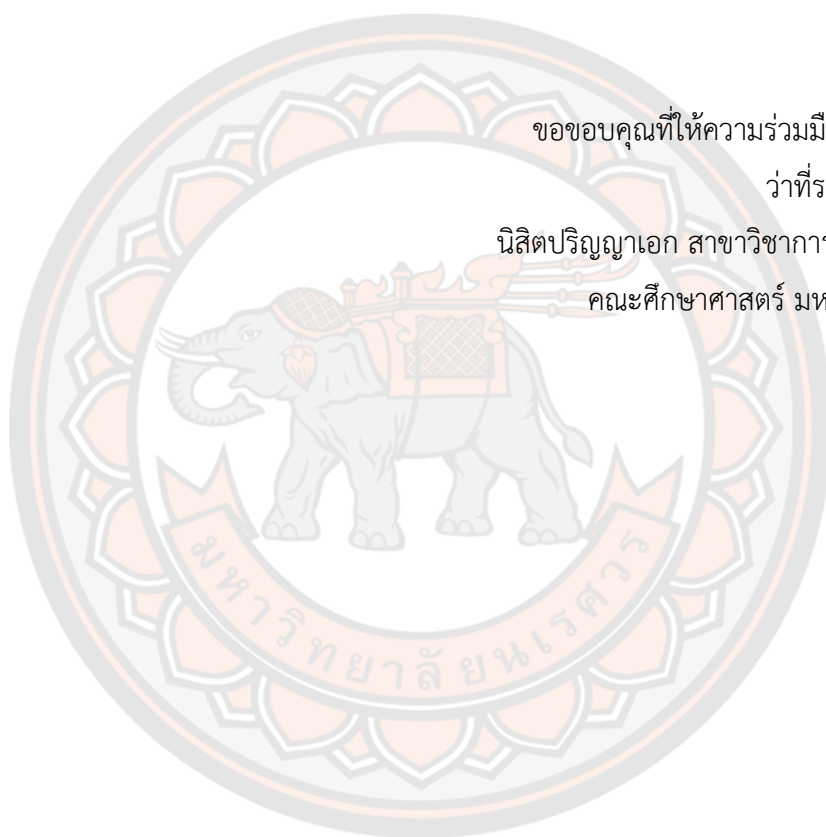 ขอขอบคุณที่ให้ความร่วมมื
ว่าที่ร
นิสิตปริญญาเอก สาขาวิชากา
คณะศึกษาศาสตร์ มห
มหาวิทยาลัยนเรศวร